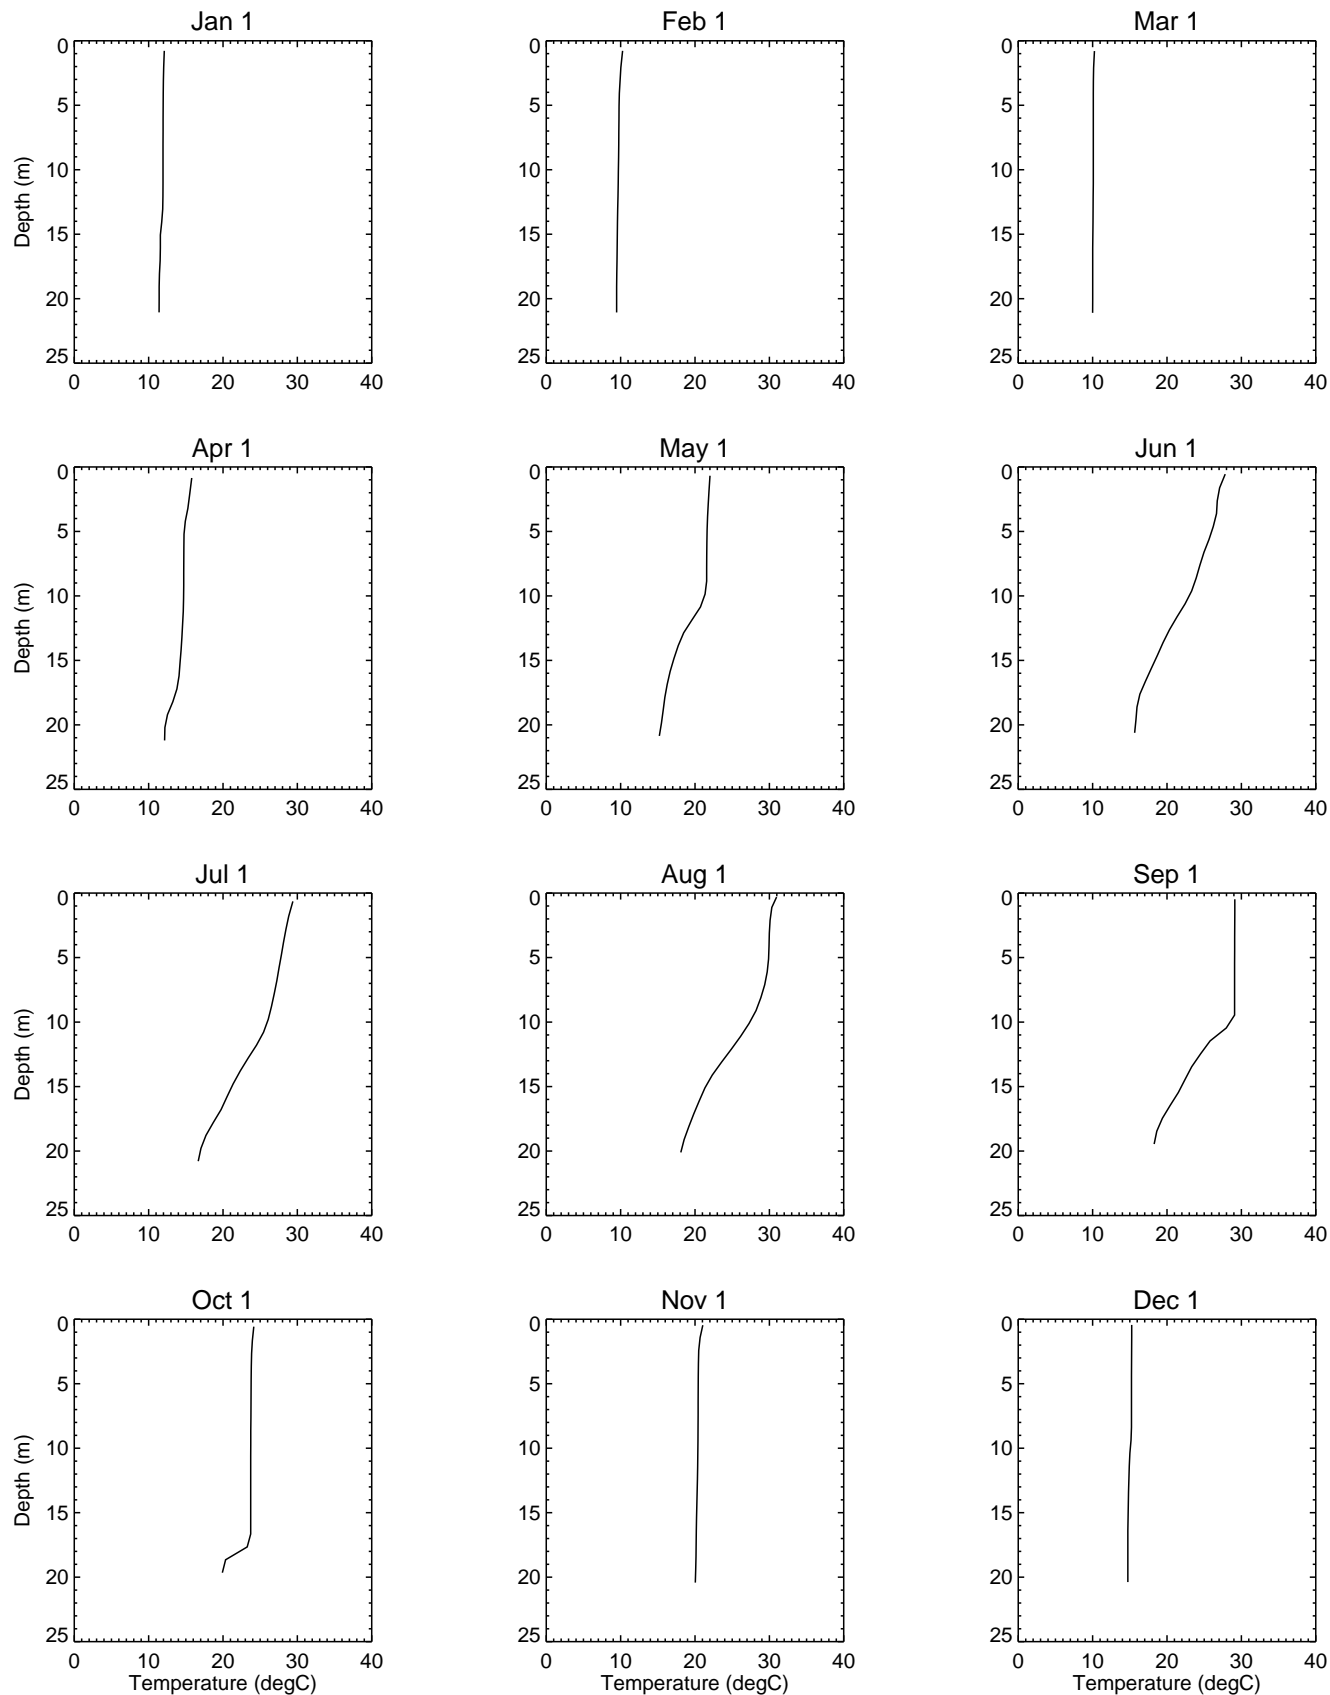 Jan 1
Feb 1
Mar 1
0 0 0
5 5 5
10 10 10
15 15 15
20 20 20
25 25 25
Depth (m)
0 10 20 30 40 0 10 20 30 40 0 10 20 30 40
Apr 1
May 1
Jun 1
0 0 0
5 5 5
10 10 10
15 15 15
20 20 20
25 25 25
Depth (m)
0 10 20 30 40 0 10 20 30 40 0 10 20 30 40
Jul 1
Aug 1
Sep 1
0 0 0
5 5 5
10 10 10
15 15 15
20 20 20
25 25 25
Depth (m)
0 10 20 30 40 0 10 20 30 40 0 10 20 30 40
Oct 1
Nov 1
Dec 1
0 0 0
5 5 5
10 10 10
15 15 15
20 20 20
25 25 25
Depth (m)
0 10 20 30 40 0 10 20 30 40 0 10 20 30 40
Temperature (degC)
Temperature (degC)
Temperature (degC)